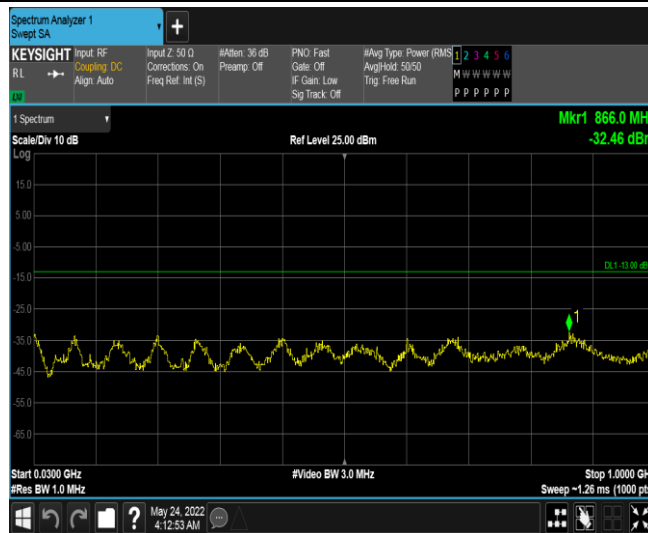 Spectrum Analyzer 1
Swept SA
+
KEYSIGHT
RL
LXI
Input: RF
Coupling: DC
Align: Auto
Input Z: 50 Ω
Corrections: On
Freq Ref: Int (S)
#Atten: 36 dB
Preamp: Off
PNO: Fast
Gate: Off
IF Gain: Low
Sig Track: Off
#Avg Type: Power (RMS
Avg|Hold: 50/50
Trig: Free Run
1 2 3 4 5 6
M W W W W W
P P P P P P
1 Spectrum
Scale/Div 10 dB
Ref Level 25.00 dBm
Mkr1 866.0 MH
-32.46 dBr
Log
15.0
5.00
-5.00
DL1 -13.00 dB
-15.0
-25.0
1
-35.0
-45.0
-55.0
-65.0
Start 0.0300 GHz
#Res BW 1.0 MHz
#Video BW 3.0 MHz
Stop 1.0000 GH
Sweep ~1.26 ms (1000 pt
?
May 24, 2022
4:12:53 AM